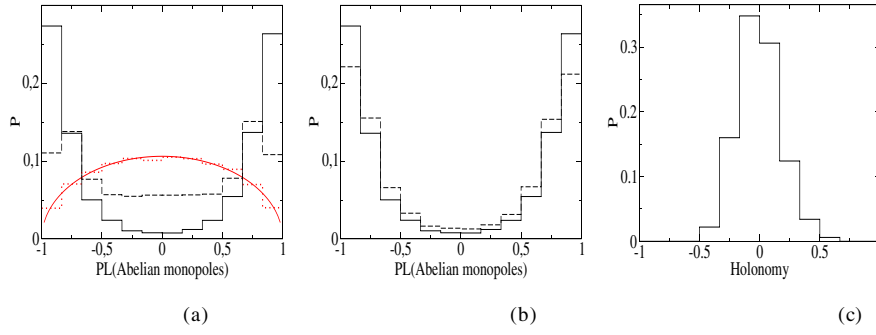 0,2
0,1
0
P
-1 -0,5 0 0,5 1
PL(Abelian monopoles)
(a)
0,2
0,1
0
P
-1 -0,5 0 0,5 1
PL(Abelian monopoles)
(b)
0.3
0.2
0.1
0
P
-1 -0.5 0 0.5
Holonomy
(c)